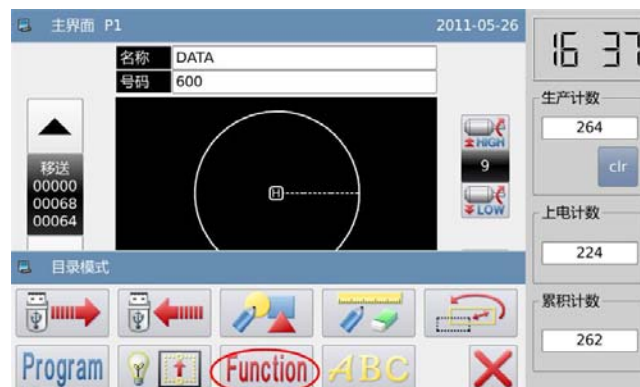 主界面 P1 2011-05-26
16 37
名称 DATA
号码 600
移送
00000
00068
00064
HIGH
9
LOW
生产计数
264
clr
上电计数
224
累积计数
262
H
目录模式
Program Function ABC